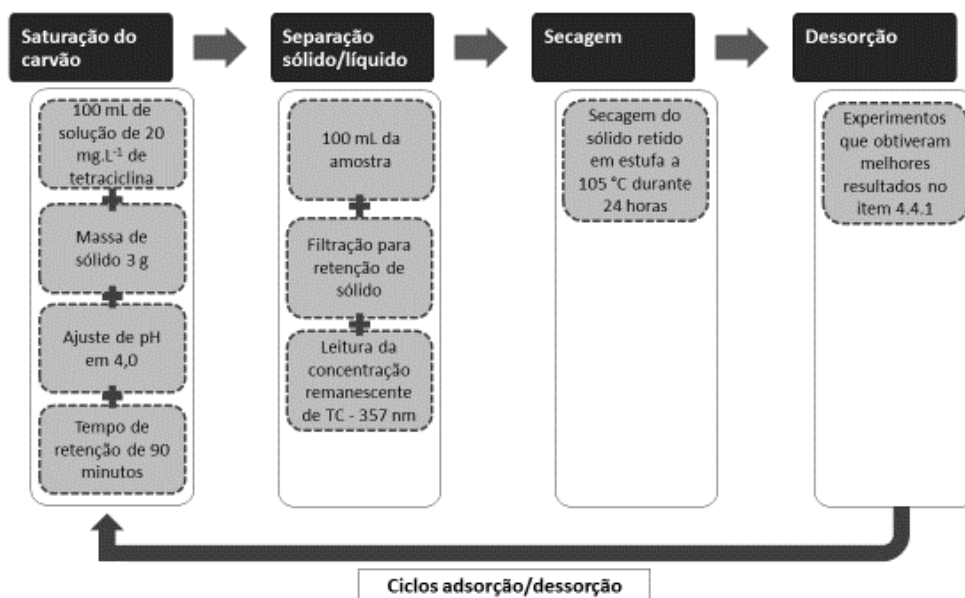 Saturação do
carvão
100 mL de
solução de 20
mg.L⁻¹ de
tetraciclina
Massa de
sólido 3 g
Ajuste de pH
em 4,0
Tempo de
retenção de 90
minutos
Separação
sólido/líquido
100 mL da
amostra
Filtração para
retenção de
sólido
Leitura da
concentração
remanescente
de TC - 357 nm
Secagem
Secagem do
sólido retido
em estufa a
105 °C durante
24 horas
Dessorção
Experimentos
que obtiveram
melhores
resultados no
item 4.4.1
Ciclos adsorção/dessorção